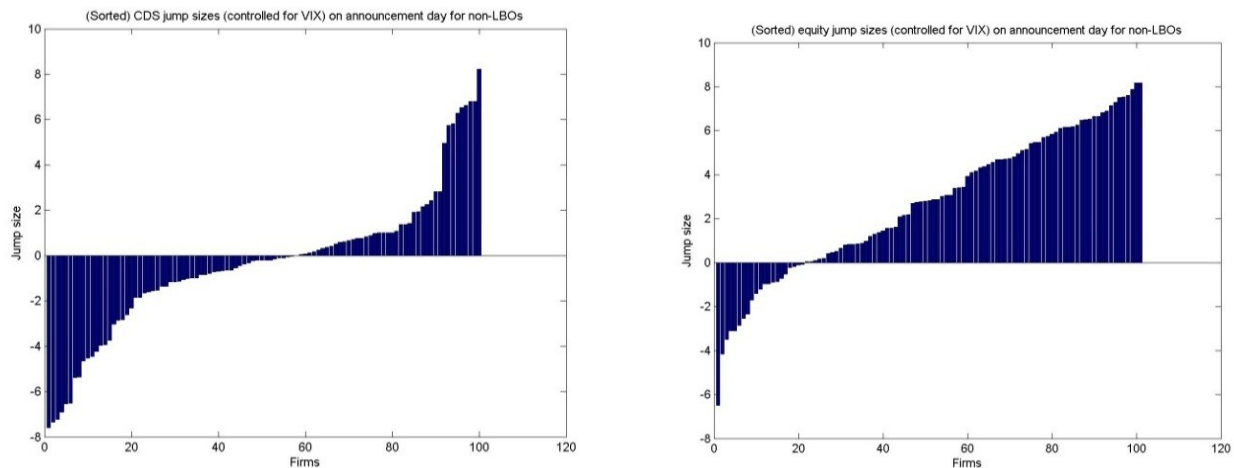 (Sorted) CDS jump sizes (controlled for VIX) on announcement day for non-LBOs
10
8
6
4
2
0
-2
-4
-6
-8
Jump size
0 20 40 60 80 100 120
Firms
(Sorted) equity jump sizes (controlled for VIX) on announcement day for non-LBOs
10
8
6
4
2
0
-2
-4
-6
-8
Jump size
0 20 40 60 80 100 120
Firms